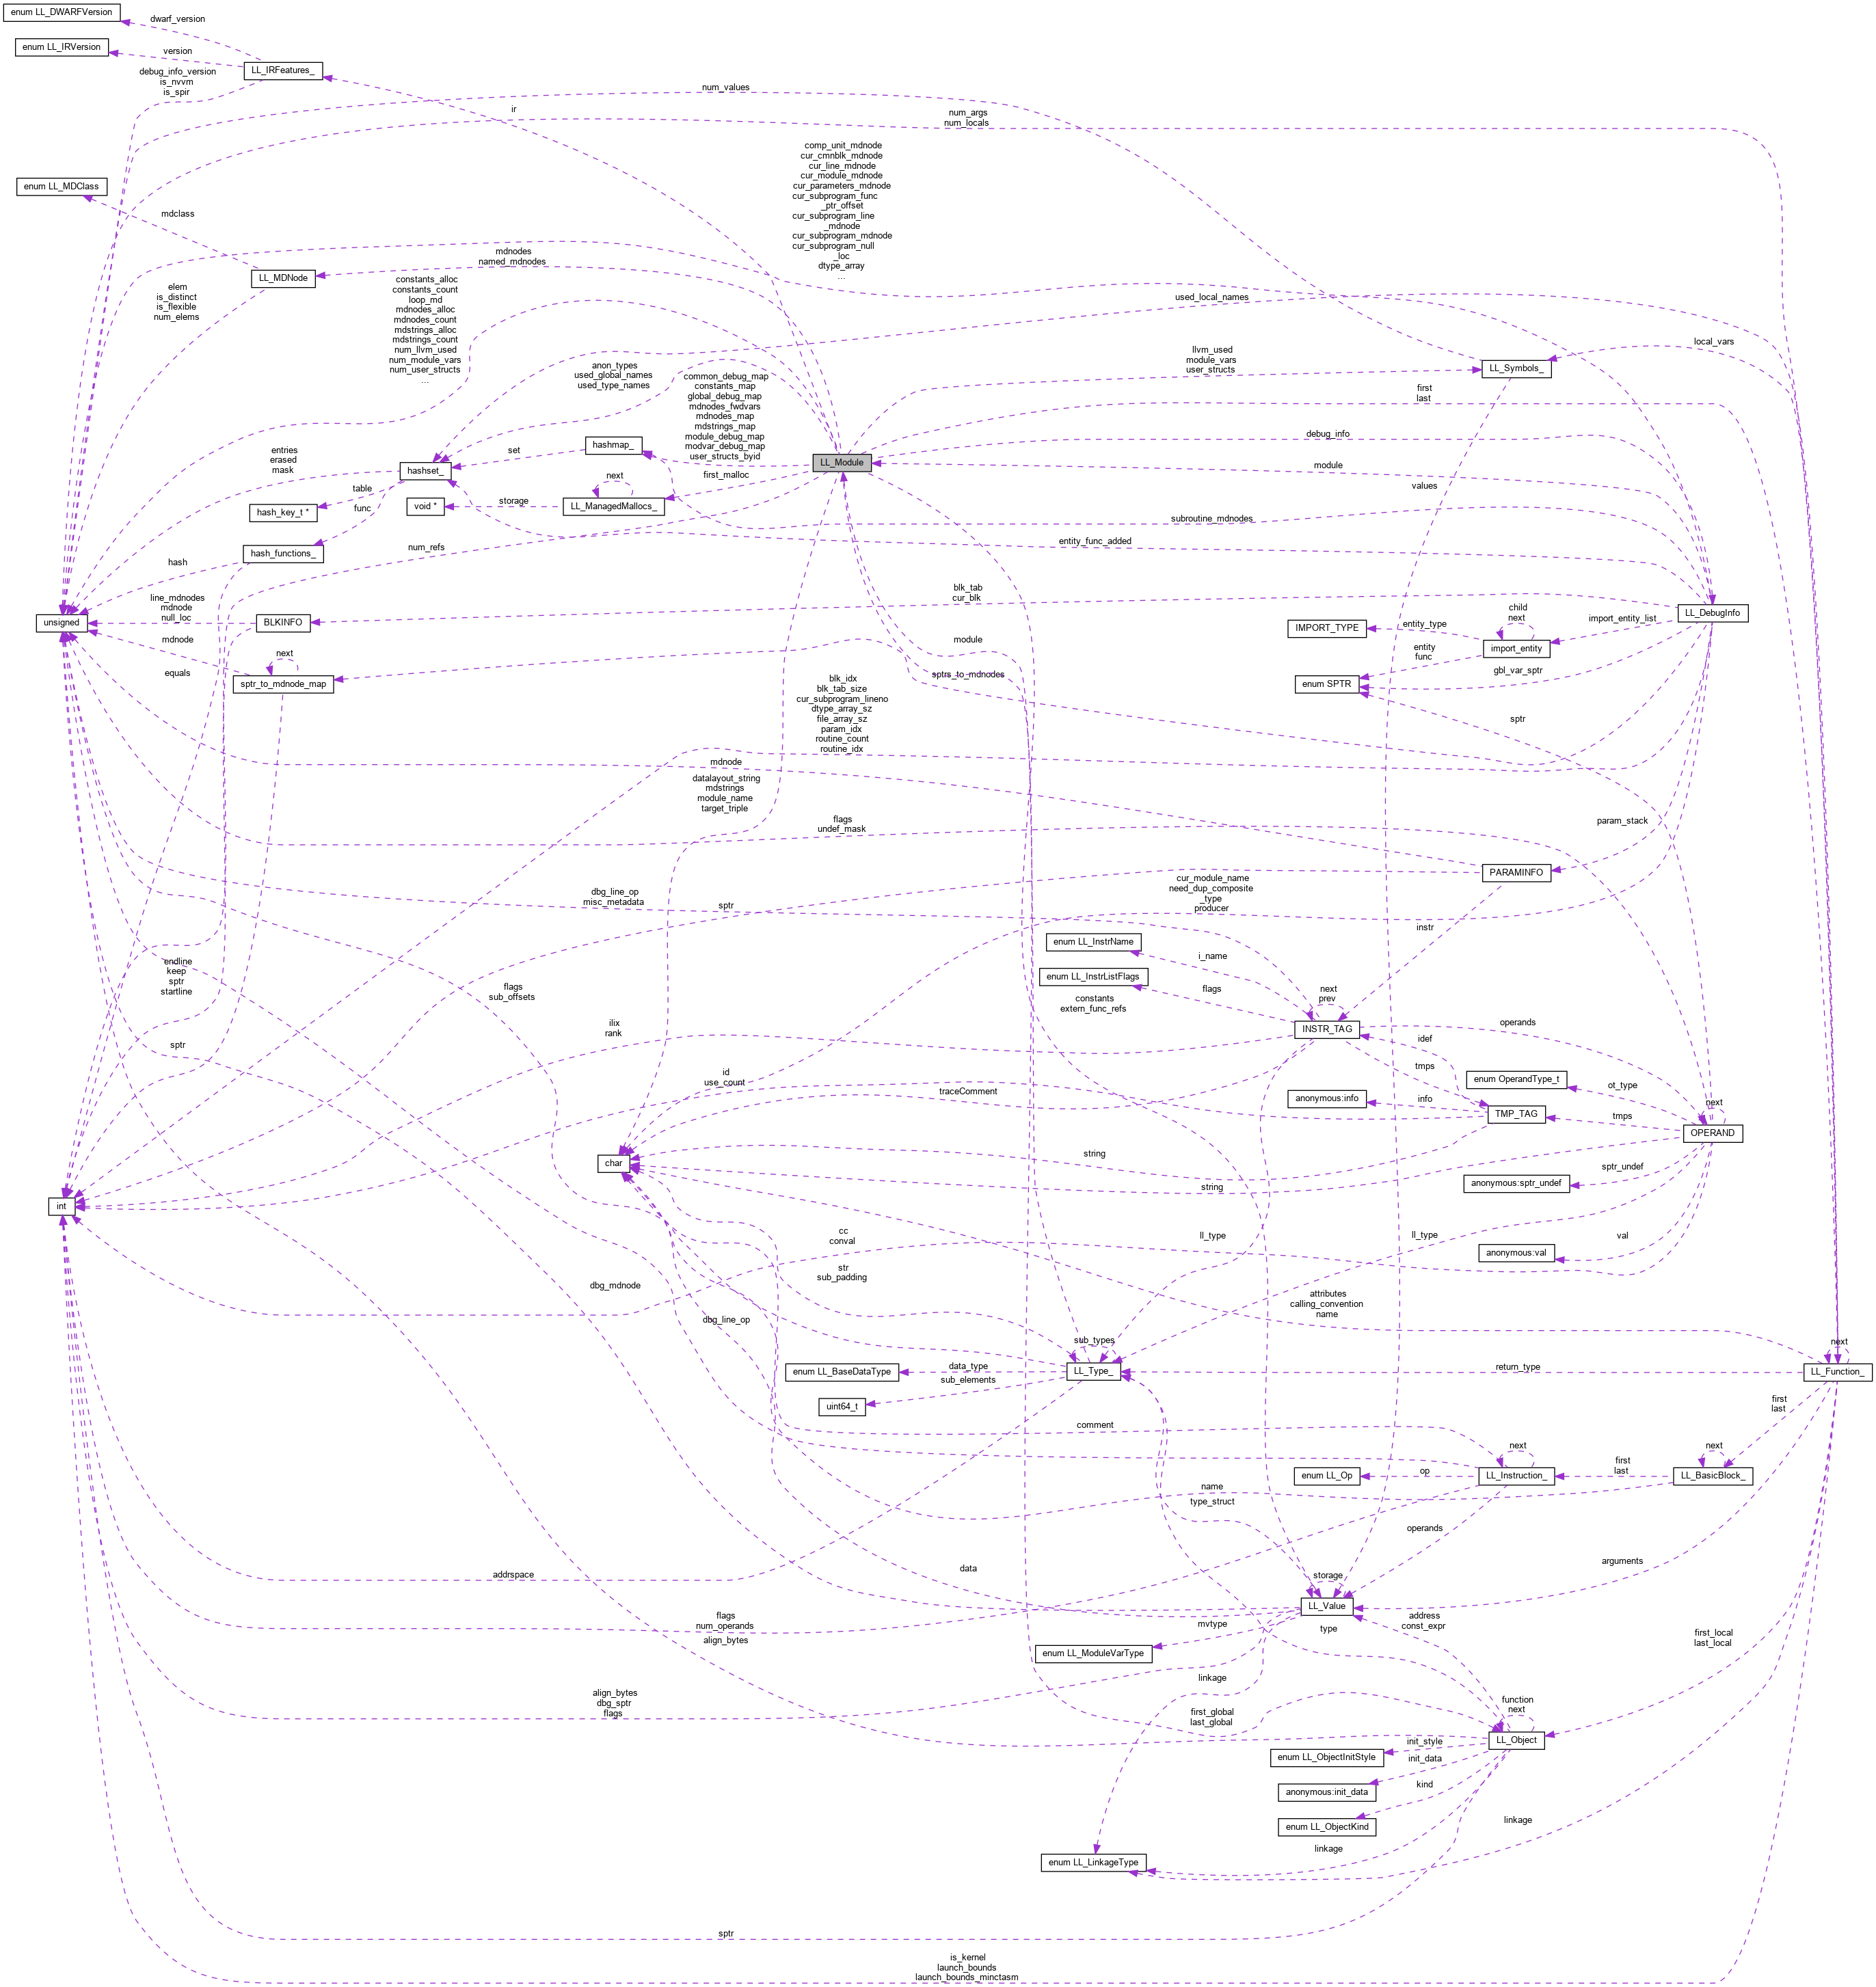 enum LL_DWARFVersion
dwarf_version
enum LL_IRVersion
version
LL_IRFeatures_
debug_info_version
is_nvvm
is_spir
num_values
ir
num_args
num_locals
comp_unit_mdnode
cur_cmnblk_mdnode
cur_line_mdnode
cur_module_mdnode
cur_parameters_mdnode
cur_subprogram_func
_ptr_offset
cur_subprogram_line
_mdnode
cur_subprogram_mdnode
cur_subprogram_null
_loc
dtype_array
...
enum LL_MDClass
mdclass
LL_MDNode
mdnodes
named_mdnodes
elem
is_distinct
is_flexible
num_elems
constants_alloc
constants_count
loop_md
mdnodes_alloc
mdnodes_count
mdstrings_alloc
mdstrings_count
num_llvm_used
num_module_vars
num_user_structs
...
used_local_names
local_vars
llvm_used
module_vars
user_structs
LL_Symbols_
anon_types
used_global_names
used_type_names
common_debug_map
constants_map
global_debug_map
mdnodes_fwdvars
mdnodes_map
mdstrings_map
module_debug_map
modvar_debug_map
user_structs_byid
first
last
debug_info
hashmap_
set
LL_Module
module
entries
erased
mask
hashset_
first_malloc
next
values
table
func
hash_key_t *
void *
storage
LL_ManagedMallocs_
subroutine_mdnodes
entity_func_added
hash_functions_
num_refs
hash
line_mdnodes
mdnode
null_loc
blk_tab
cur_blk
unsigned
BLKINFO
LL_DebugInfo
child
next
import_entity_list
IMPORT_TYPE
entity_type
import_entity
mdnode
next
module
entity
func
equals
sptr_to_mdnode_map
sptrs_to_mdnodes
gbl_var_sptr
enum SPTR
blk_idx
blk_tab_size
cur_subprogram_lineno
dtype_array_sz
file_array_sz
param_idx
routine_count
routine_idx
sptr
mdnode
datalayout_string
mdstrings
module_name
target_triple
flags
undef_mask
param_stack
PARAMINFO
dbg_line_op
misc_metadata
sptr
cur_module_name
need_dup_composite
_type
producer
instr
enum LL_InstrName
i_name
endline
keep
sptr
startline
enum LL_InstrListFlags
flags
next
prev
flags
sub_offsets
constants
extern_func_refs
INSTR_TAG
operands
ilix
rank
idef
sptr
id
use_count
traceComment
tmps
enum OperandType_t
ot_type
anonymous:info
info
TMP_TAG
tmps
next
OPERAND
char
string
string
sptr_undef
anonymous:sptr_undef
int
cc
conval
ll_type
ll_type
val
anonymous:val
str
sub_padding
dbg_mdnode
attributes
calling_convention
name
dbg_line_op
sub_types
next
enum LL_BaseDataType
data_type
LL_Type_
return_type
LL_Function_
sub_elements
uint64_t
first
last
comment
next
next
enum LL_Op
op
LL_Instruction_
first
last
LL_BasicBlock_
name
type_struct
operands
addrspace
data
storage
arguments
LL_Value
flags
num_operands
align_bytes
mvtype
type
address
const_expr
first_local
last_local
enum LL_ModuleVarType
linkage
align_bytes
dbg_sptr
flags
first_global
last_global
function
next
LL_Object
init_style
enum LL_ObjectInitStyle
init_data
anonymous:init_data
kind
enum LL_ObjectKind
linkage
linkage
enum LL_LinkageType
sptr
is_kernel
launch_bounds
launch_bounds_minctasm